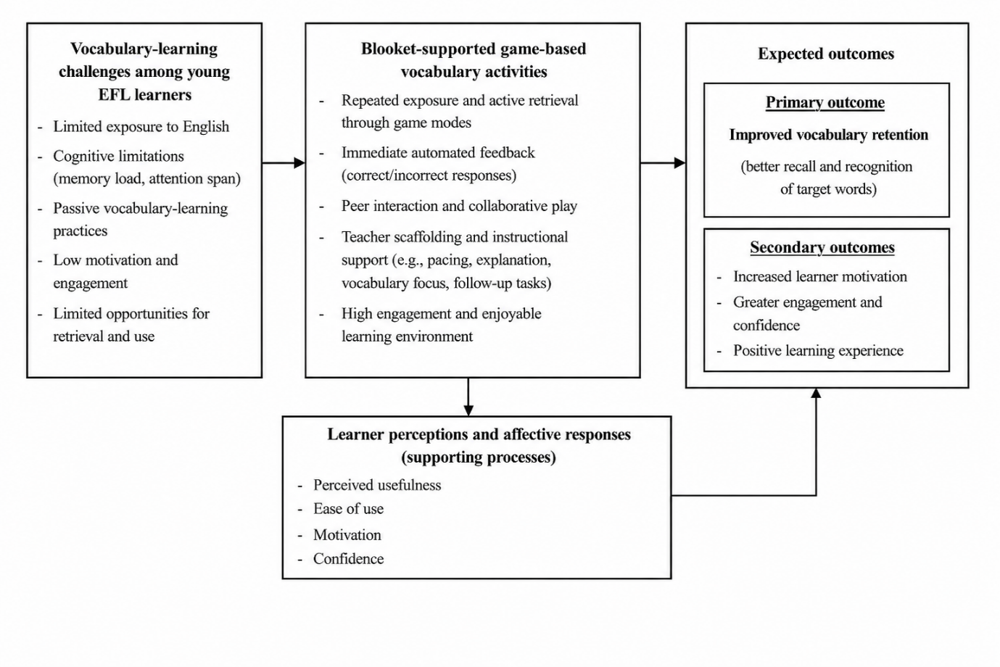 Vocabulary-learning
challenges among young
EFL learners
- Limited exposure to English
- Cognitive limitations
(memory load, attention span)
- Passive vocabulary-learning
practices
- Low motivation and
engagement
- Limited opportunities for
retrieval and use
Blooket-supported game-based
vocabulary activities
- Repeated exposure and active retrieval
through game modes
- Immediate automated feedback
(correct/incorrect responses)
- Peer interaction and collaborative play
- Teacher scaffolding and instructional
support (e.g., pacing, explanation,
vocabulary focus, follow-up tasks)
- High engagement and enjoyable
learning environment
Expected outcomes
Primary outcome
Improved vocabulary retention
(better recall and recognition
of target words)
Secondary outcomes
- Increased learner motivation
- Greater engagement and
confidence
- Positive learning experience
Learner perceptions and affective responses
(supporting processes)
- Perceived usefulness
- Ease of use
- Motivation
- Confidence